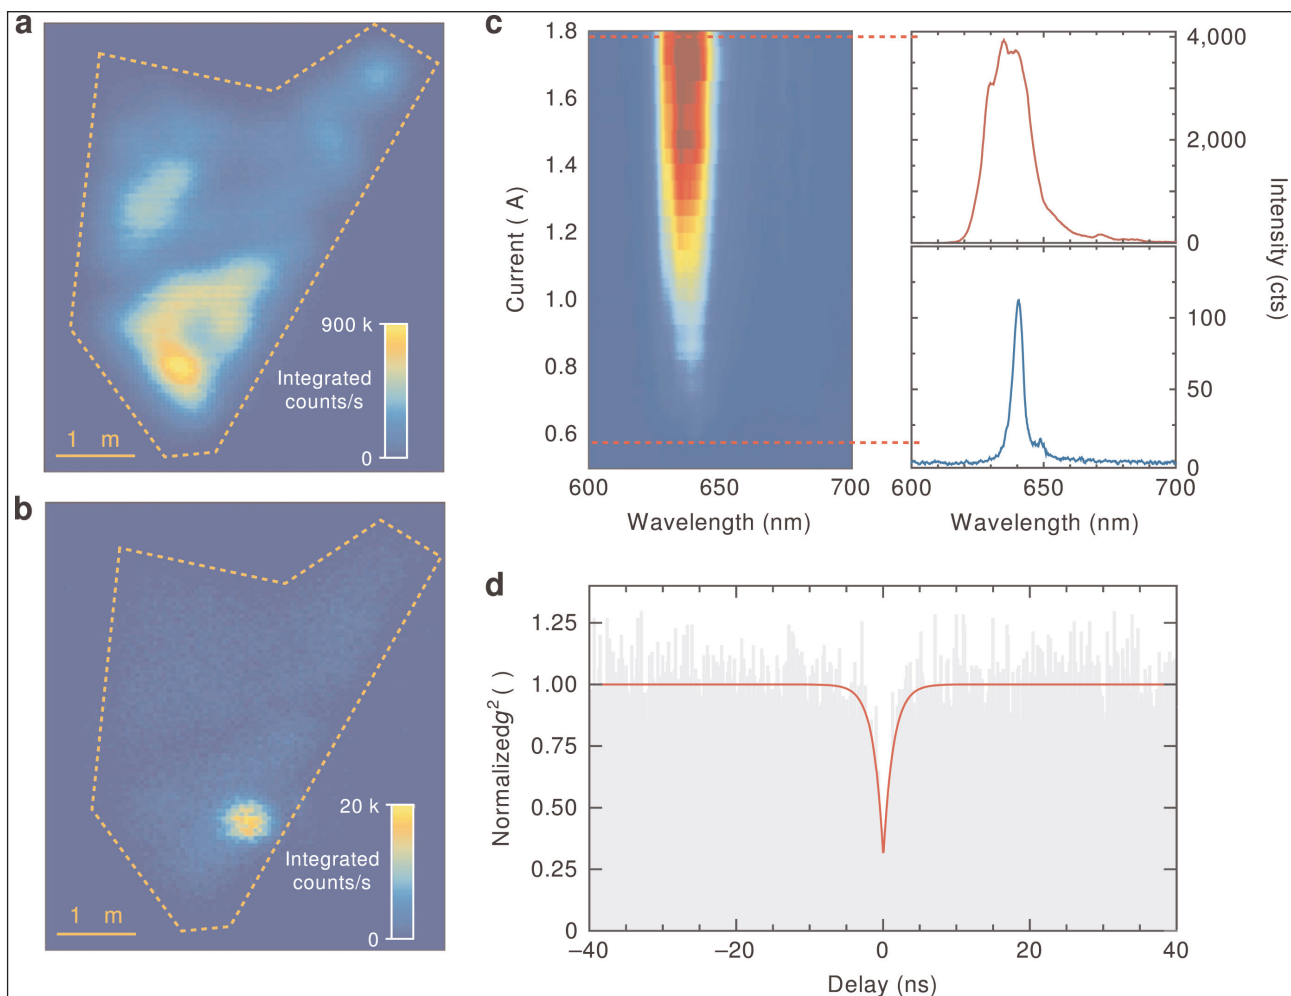 a
900 k
Integrated
counts/s
0
1 m
b
20 k
Integrated
counts/s
0
1 m
c
1.8
1.6
1.4
1.2
1.0
0.8
0.6
Current ( A)
600
650
700
Wavelength (nm)
4,000
2,000
0
100
50
0
Intensity (cts)
600
650
700
Wavelength (nm)
d
1.25
1.00
0.75
0.50
0.25
0
Normalizedg² ( )
–40
–20
0
20
40
Delay (ns)